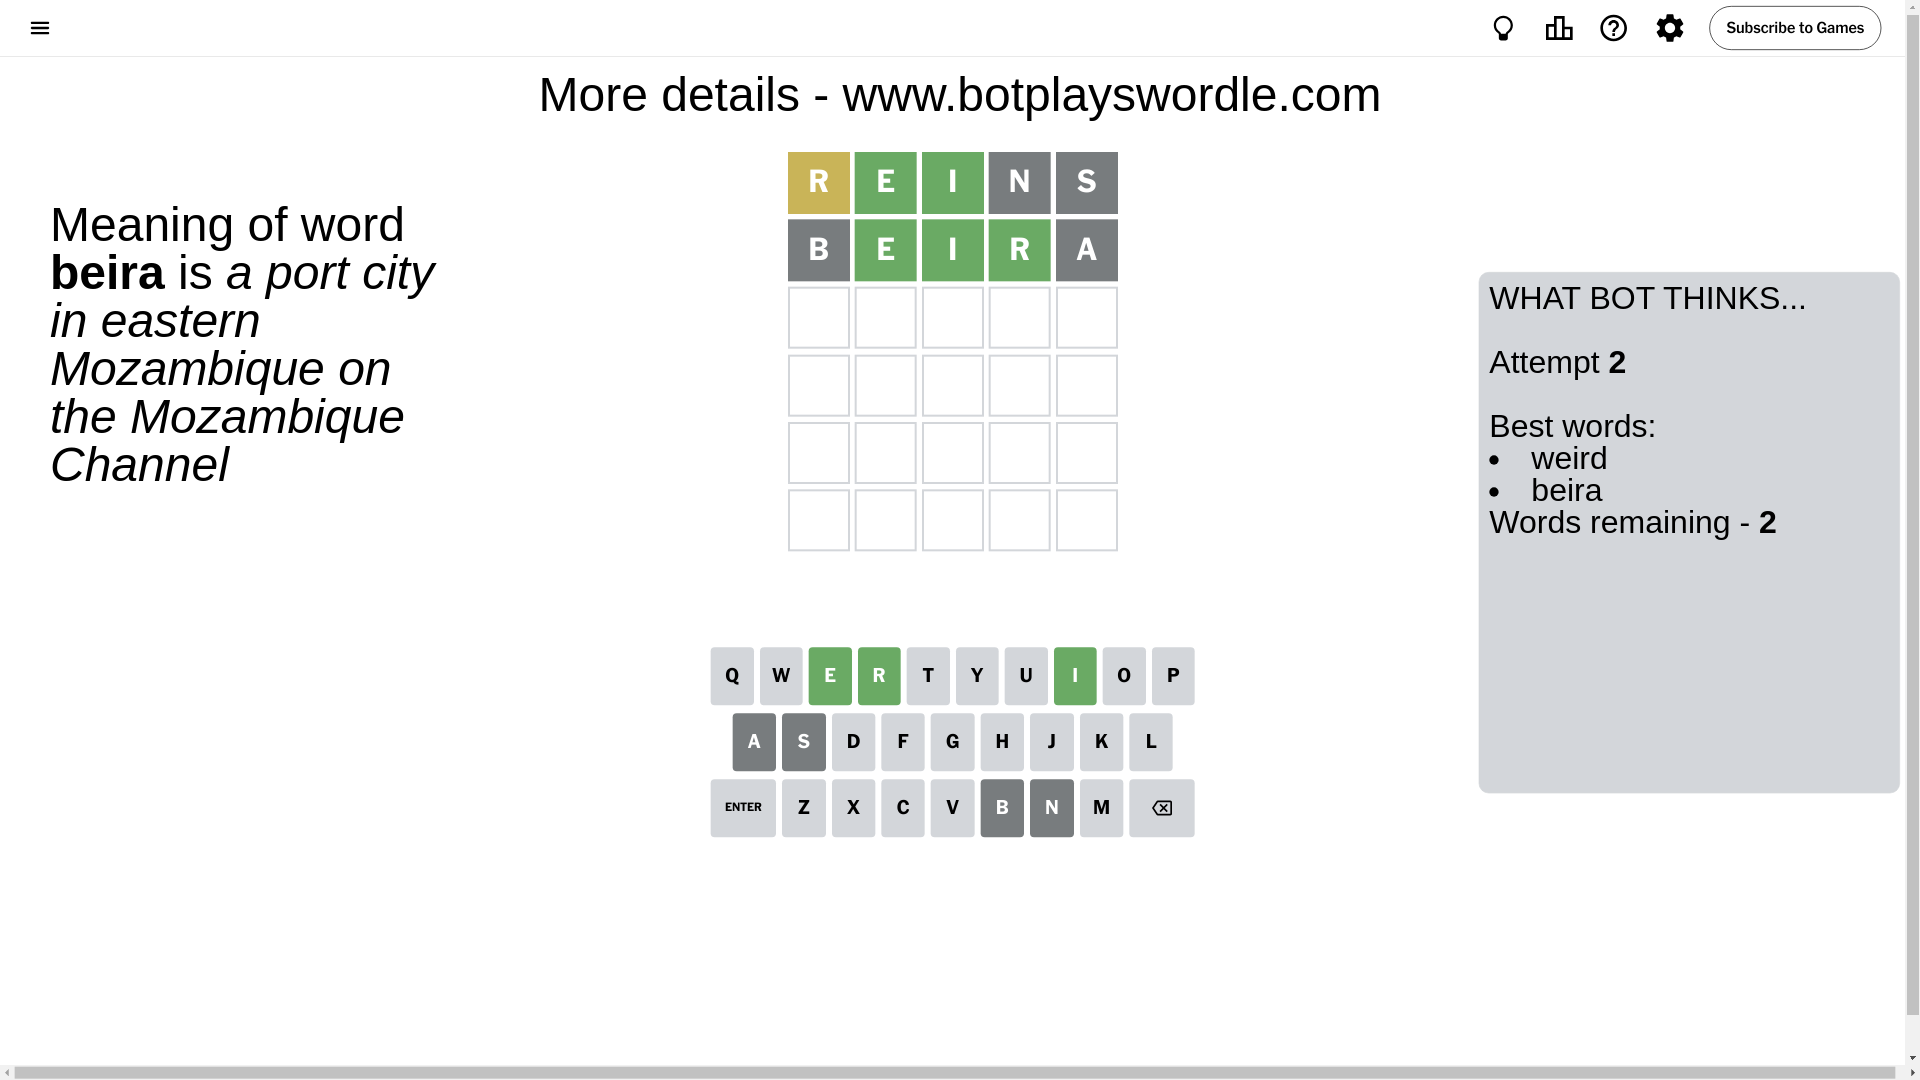 Subscribe to Games
More details - www.botplayswordle.com
Meaning of word
beira is a port city
in eastern
Mozambique on
the Mozambique
Channel
R E I N S
B E I R A
WHAT BOT THINKS...
Attempt 2
Best words:
• weird
• beira
Words remaining - 2
Q W E R T Y U I O P
A S D F G H J K L
ENTER Z X C V B N M